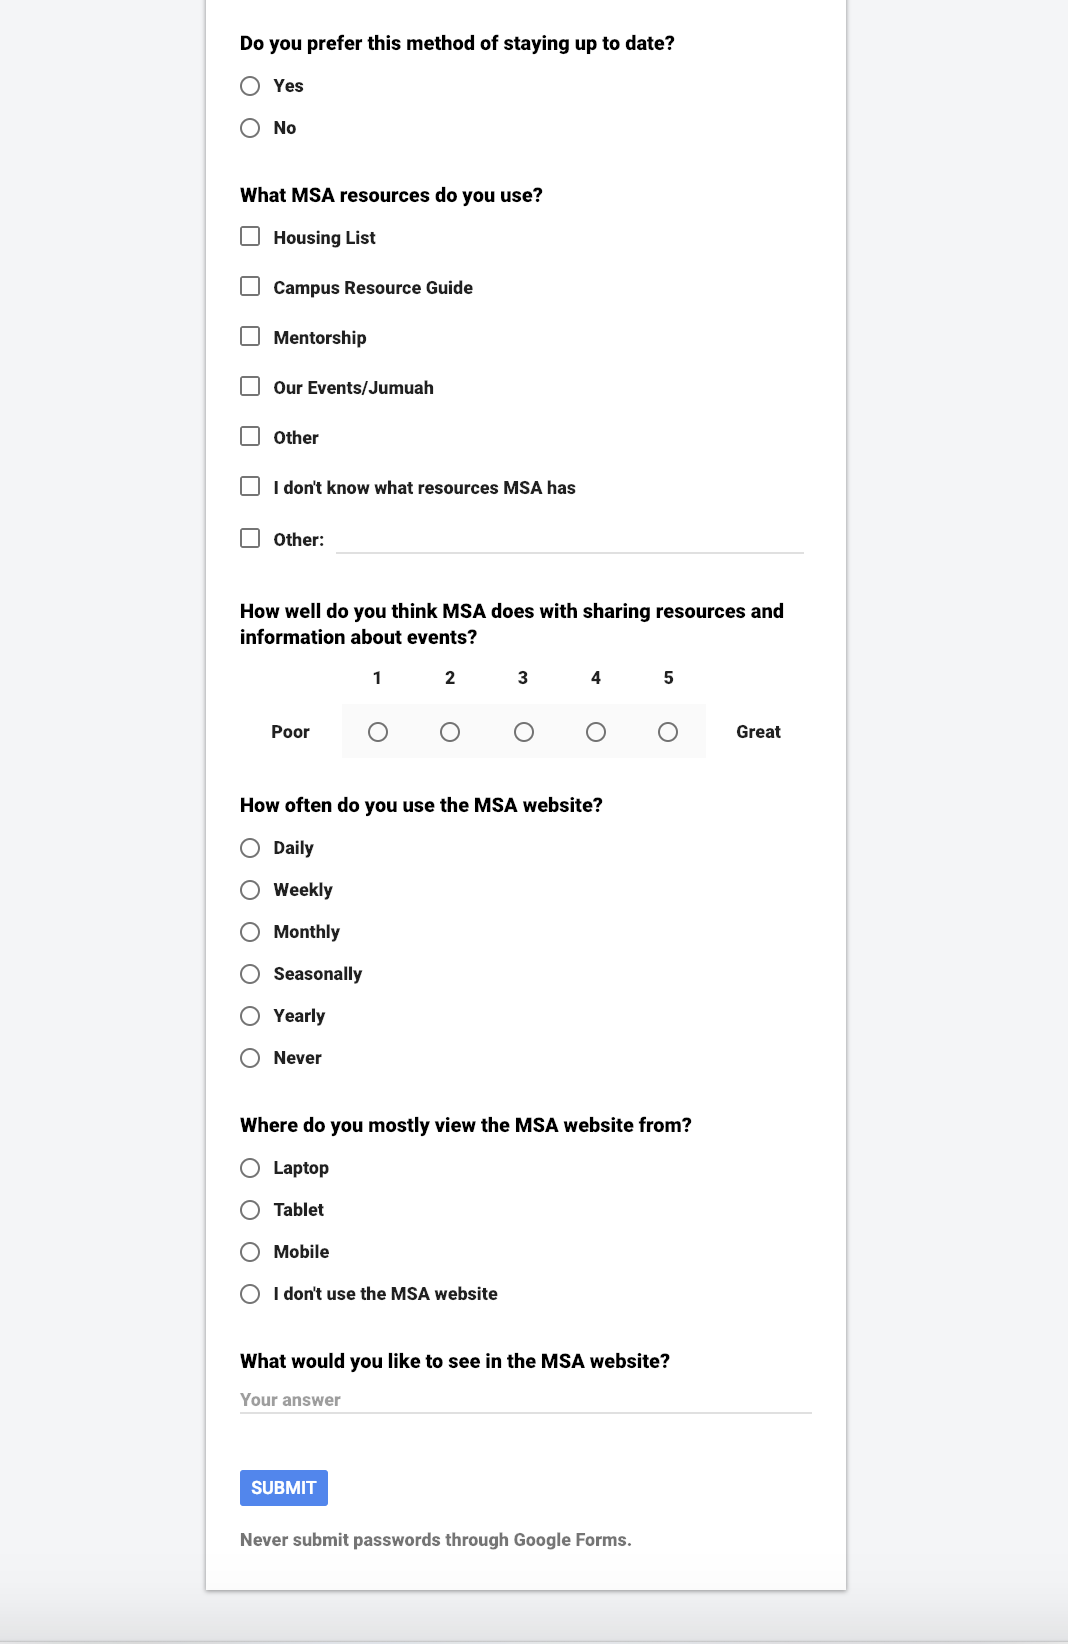 Do you prefer this method of staying up to date?
Yes
No
What MSA resources do you use?
Housing List
Campus Resource Guide
Mentorship
Our Events/Jumuah
Other
I don't know what resources MSA has
Other:
How well do you think MSA does with sharing resources and
information about events?
1 2 3 4 5
Poor Great
How often do you use the MSA website?
Daily
Weekly
Monthly
Seasonally
Yearly
Never
Where do you mostly view the MSA website from?
Laptop
Tablet
Mobile
I don't use the MSA website
What would you like to see in the MSA website?
Your answer
SUBMIT
Never submit passwords through Google Forms.